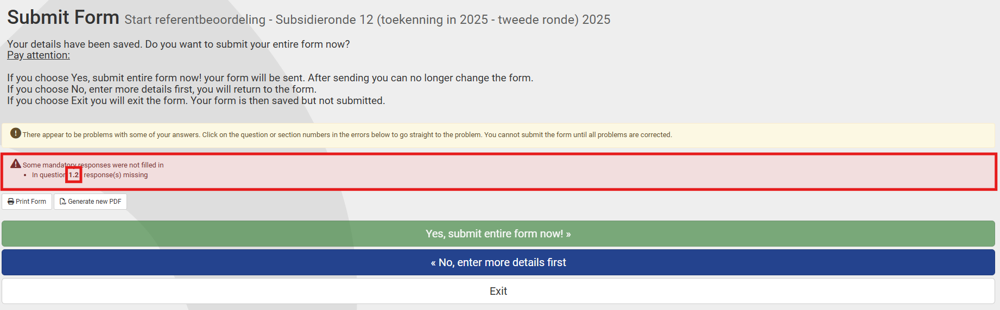 Submit Form Start referentbeoordeling - Subsidieronde 12 (toekenning in 2025 - tweede ronde) 2025
Your details have been saved. Do you want to submit your entire form now?
Pay attention:
If you choose Yes, submit entire form now! your form will be sent. After sending you can no longer change the form.
If you choose No, enter more details first, you will return to the form.
If you choose Exit you will exit the form. Your form is then saved but not submitted.
There appear to be problems with some of your answers. Click on the question or section numbers in the errors below to go straight to the problem. You cannot submit the form until all problems are corrected.
Some mandatory responses were not filled in
• In question 1.2 response(s) missing
Print Form Generate new PDF
Yes, submit entire form now! »
« No, enter more details first
Exit